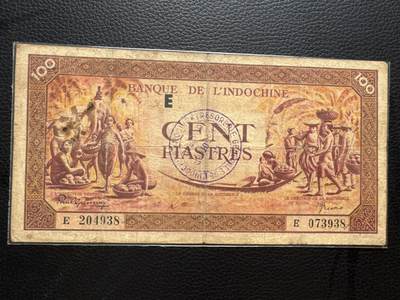 100
100
BANQUE DE L'INDOCHINE
E
CENT
PIASTRES
E 204938
E 073938